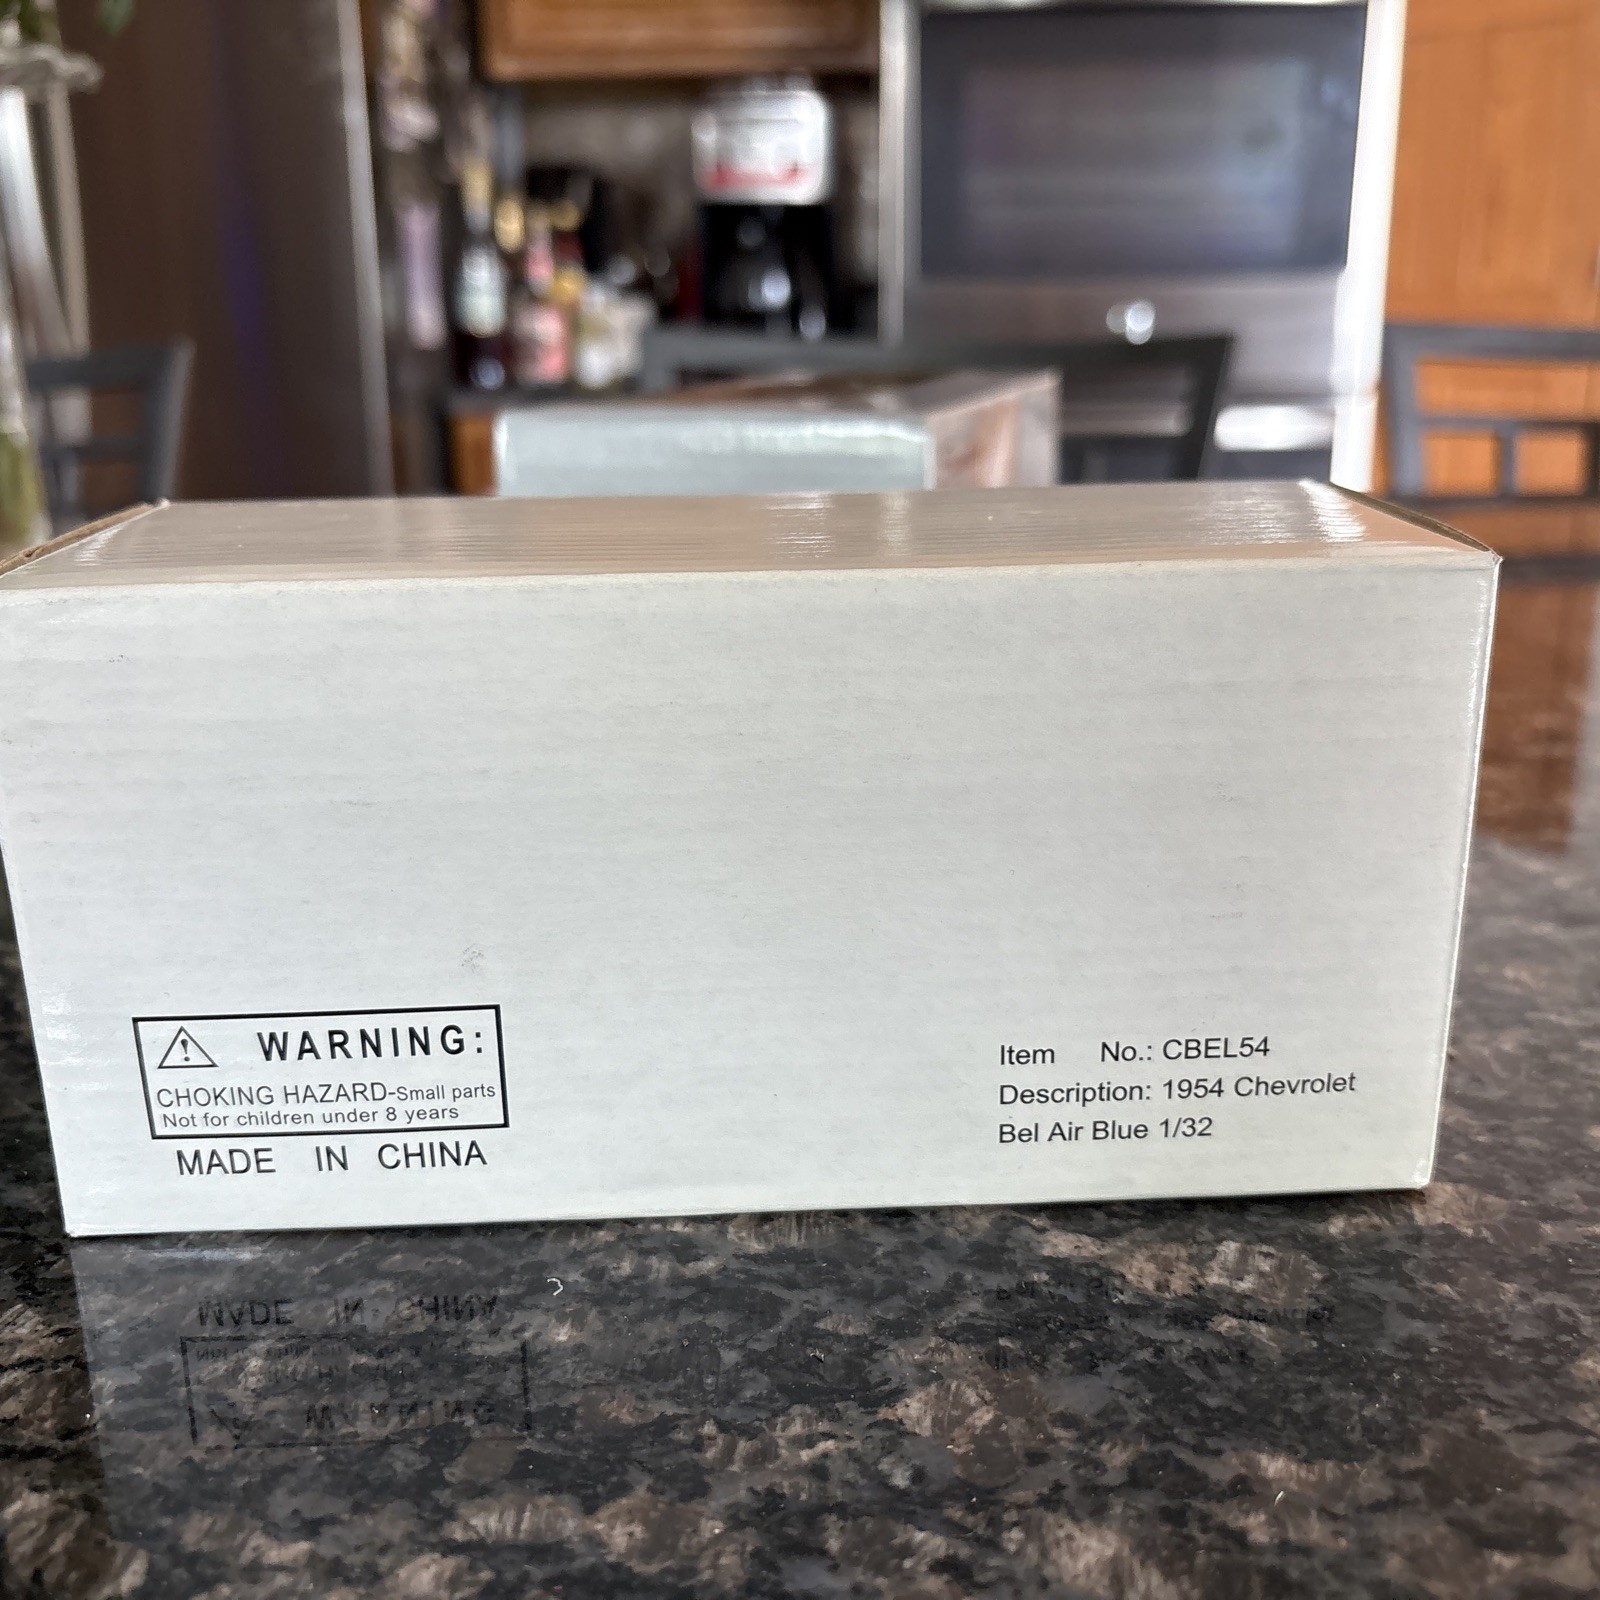 WARNING:
CHOKING HAZARD-Small parts
Not for children under 8 years
MADE IN CHINA
Item No.: CBEL54
Description: 1954 Chevrolet
Bel Air Blue 1/32